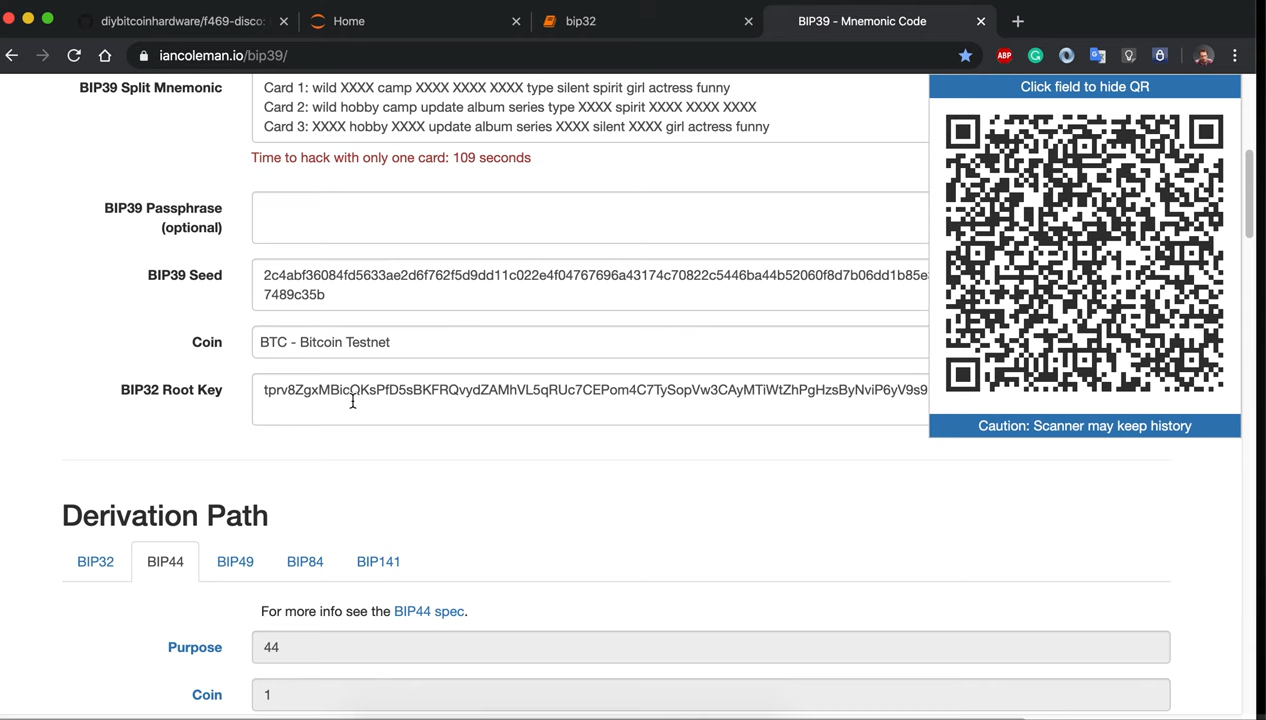 diybitcoinhardware/f469-disco:
Home
bip32
BIP39 - Mnemonic Code
iancoleman.io/bip39/
ABP
BIP39 Split Mnemonic
Card 1: wild XXXX camp XXXX XXXX XXXX type silent spirit girl actress funny
Card 2: wild hobby camp update album series type XXXX spirit XXXX XXXX XXXX
Card 3: XXXX hobby XXXX update album series XXXX silent XXXX girl actress funny
Time to hack with only one card: 109 seconds
Click field to hide QR
Caution: Scanner may keep history
BIP39 Passphrase
(optional)
BIP39 Seed
2c4abf36084fd5633ae2d6f762f5d9dd11c022e4f04767696a43174c70822c5446ba44b52060f8d7b06dd1b85e
7489c35b
Coin
BTC - Bitcoin Testnet
BIP32 Root Key
tprv8ZgxMBicQKsPfD5sBKFRQvydZAMhVL5qRUc7CEPom4C7TySopVw3CAyMTiWtZhPgHzsByNviP6yV9s9
Derivation Path
BIP32
BIP44
BIP49
BIP84
BIP141
For more info see the BIP44 spec.
Purpose
44
Coin
1